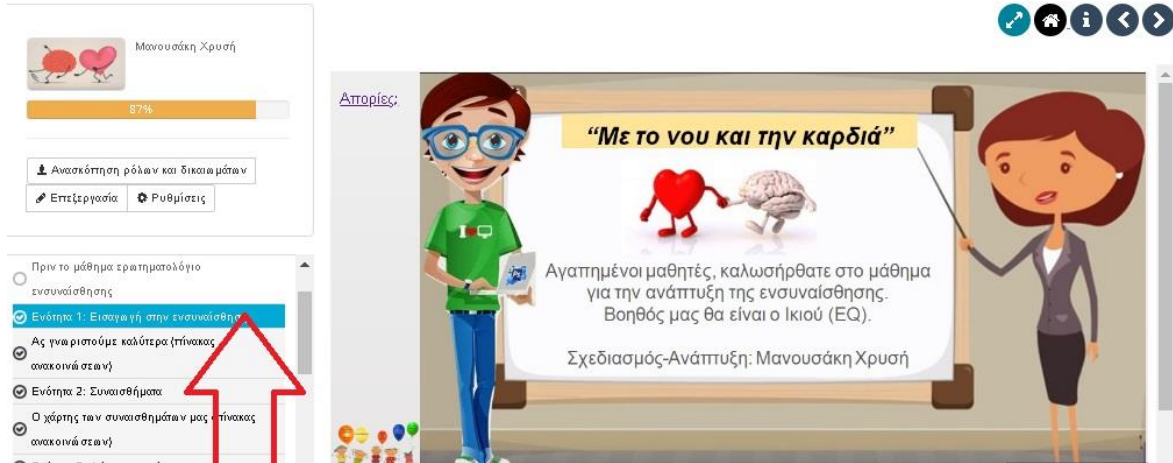 Μανουσάκη Χρυσή
87%
Ανασκόπηση ρόλων και δικαιωμάτων
Επεξεργασία
Ρυθμίσεις
Πριν το μάθημα ερωτηματολόγιο
ενσυναίσθησης
Ενότητα 1: Εισαγωγή στην ενσυναίσθησ
Ας γνωριστούμε καλύτερα (πίνακας
ανακοινώσεων)
Ενότητα 2: Συναισθήματα
Ο χάρτης των συναισθημάτων μας πίνακας
ανακοινώσεων)
Απορίες;
“Με το νου και την καρδιά”
Αγαπημένοι μαθητές, καλωσήρθατε στο μάθημα
για την ανάπτυξη της ενσυναίσθησης.
Βοηθός μας θα είναι ο Ικιού (EQ).
Σχεδιασμός-Ανάπτυξη: Μανουσάκη Χρυσή
I
Ps